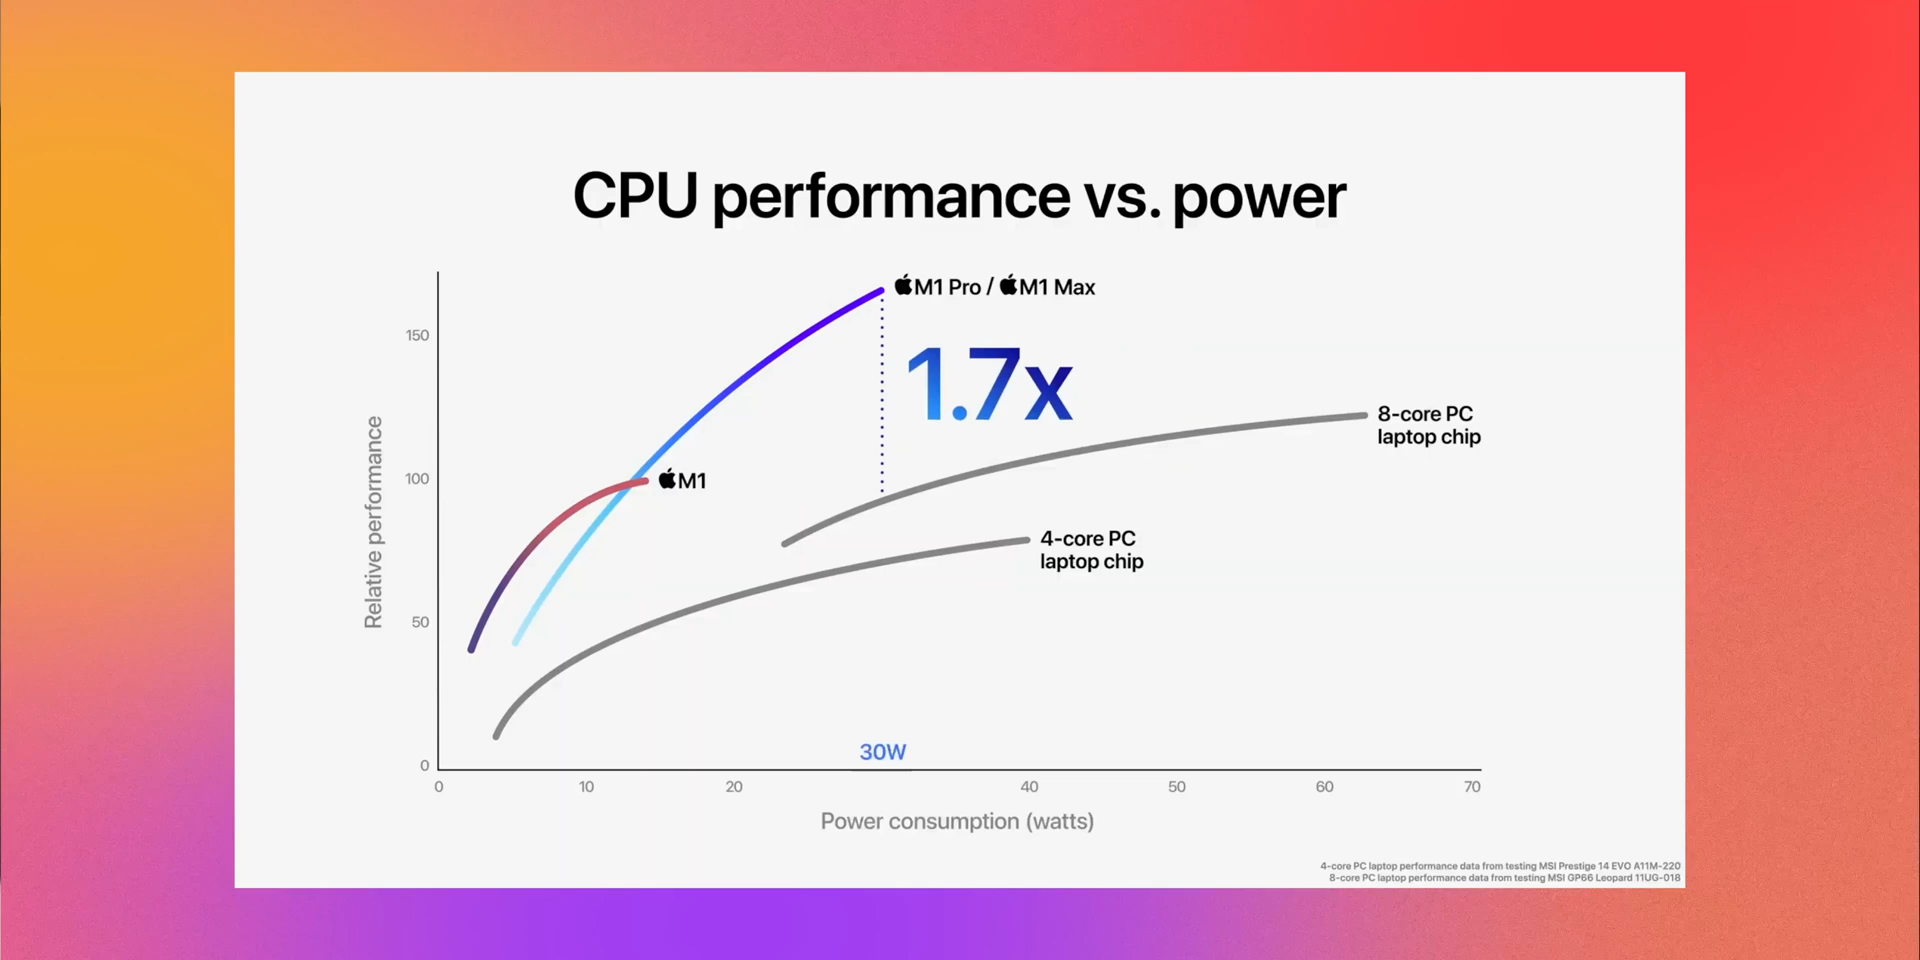 CPU performance vs. power
M1 Pro / M1 Max
150
1.7x
8-core PC
laptop chip
100
M1
Relative performance
4-core PC
laptop chip
50
30W
0
0 10 20 40 50 60 70
Power consumption (watts)
4-core PC laptop performance data from testing MSI Prestige 14 EVO A11M-220
8-core PC laptop performance data from testing MSI GP66 Leopard 11UG-018